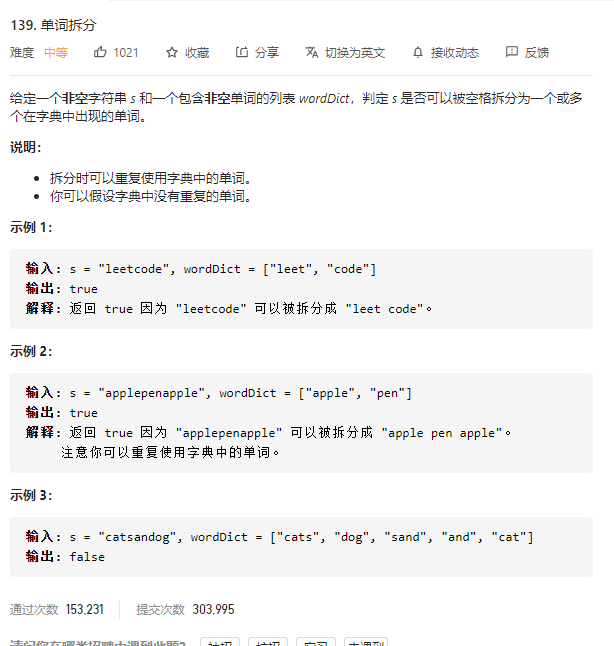 139. 单词拆分
难度 中等 1021 收藏 分享 切换为英文 接收动态 反馈
给定一个非空字符串 s 和一个包含非空单词的列表 wordDict，判定 s 是否可以被空格拆分为一个或多
个在字典中出现的单词。
说明：
拆分时可以重复使用字典中的单词。
你可以假设字典中没有重复的单词。
示例 1：
输入: s = "leetcode", wordDict = ["leet", "code"]
输出: true
解释: 返回 true 因为 "leetcode" 可以被拆分成 "leet code"。
示例 2：
输入: s = "applepenapple", wordDict = ["apple", "pen"]
输出: true
解释: 返回 true 因为 "applepenapple" 可以被拆分成 "apple pen apple"。
注意你可以重复使用字典中的单词。
示例 3：
输入: s = "catsandog", wordDict = ["cats", "dog", "sand", "and", "cat"]
输出: false
通过次数 153,231 提交次数 303,995